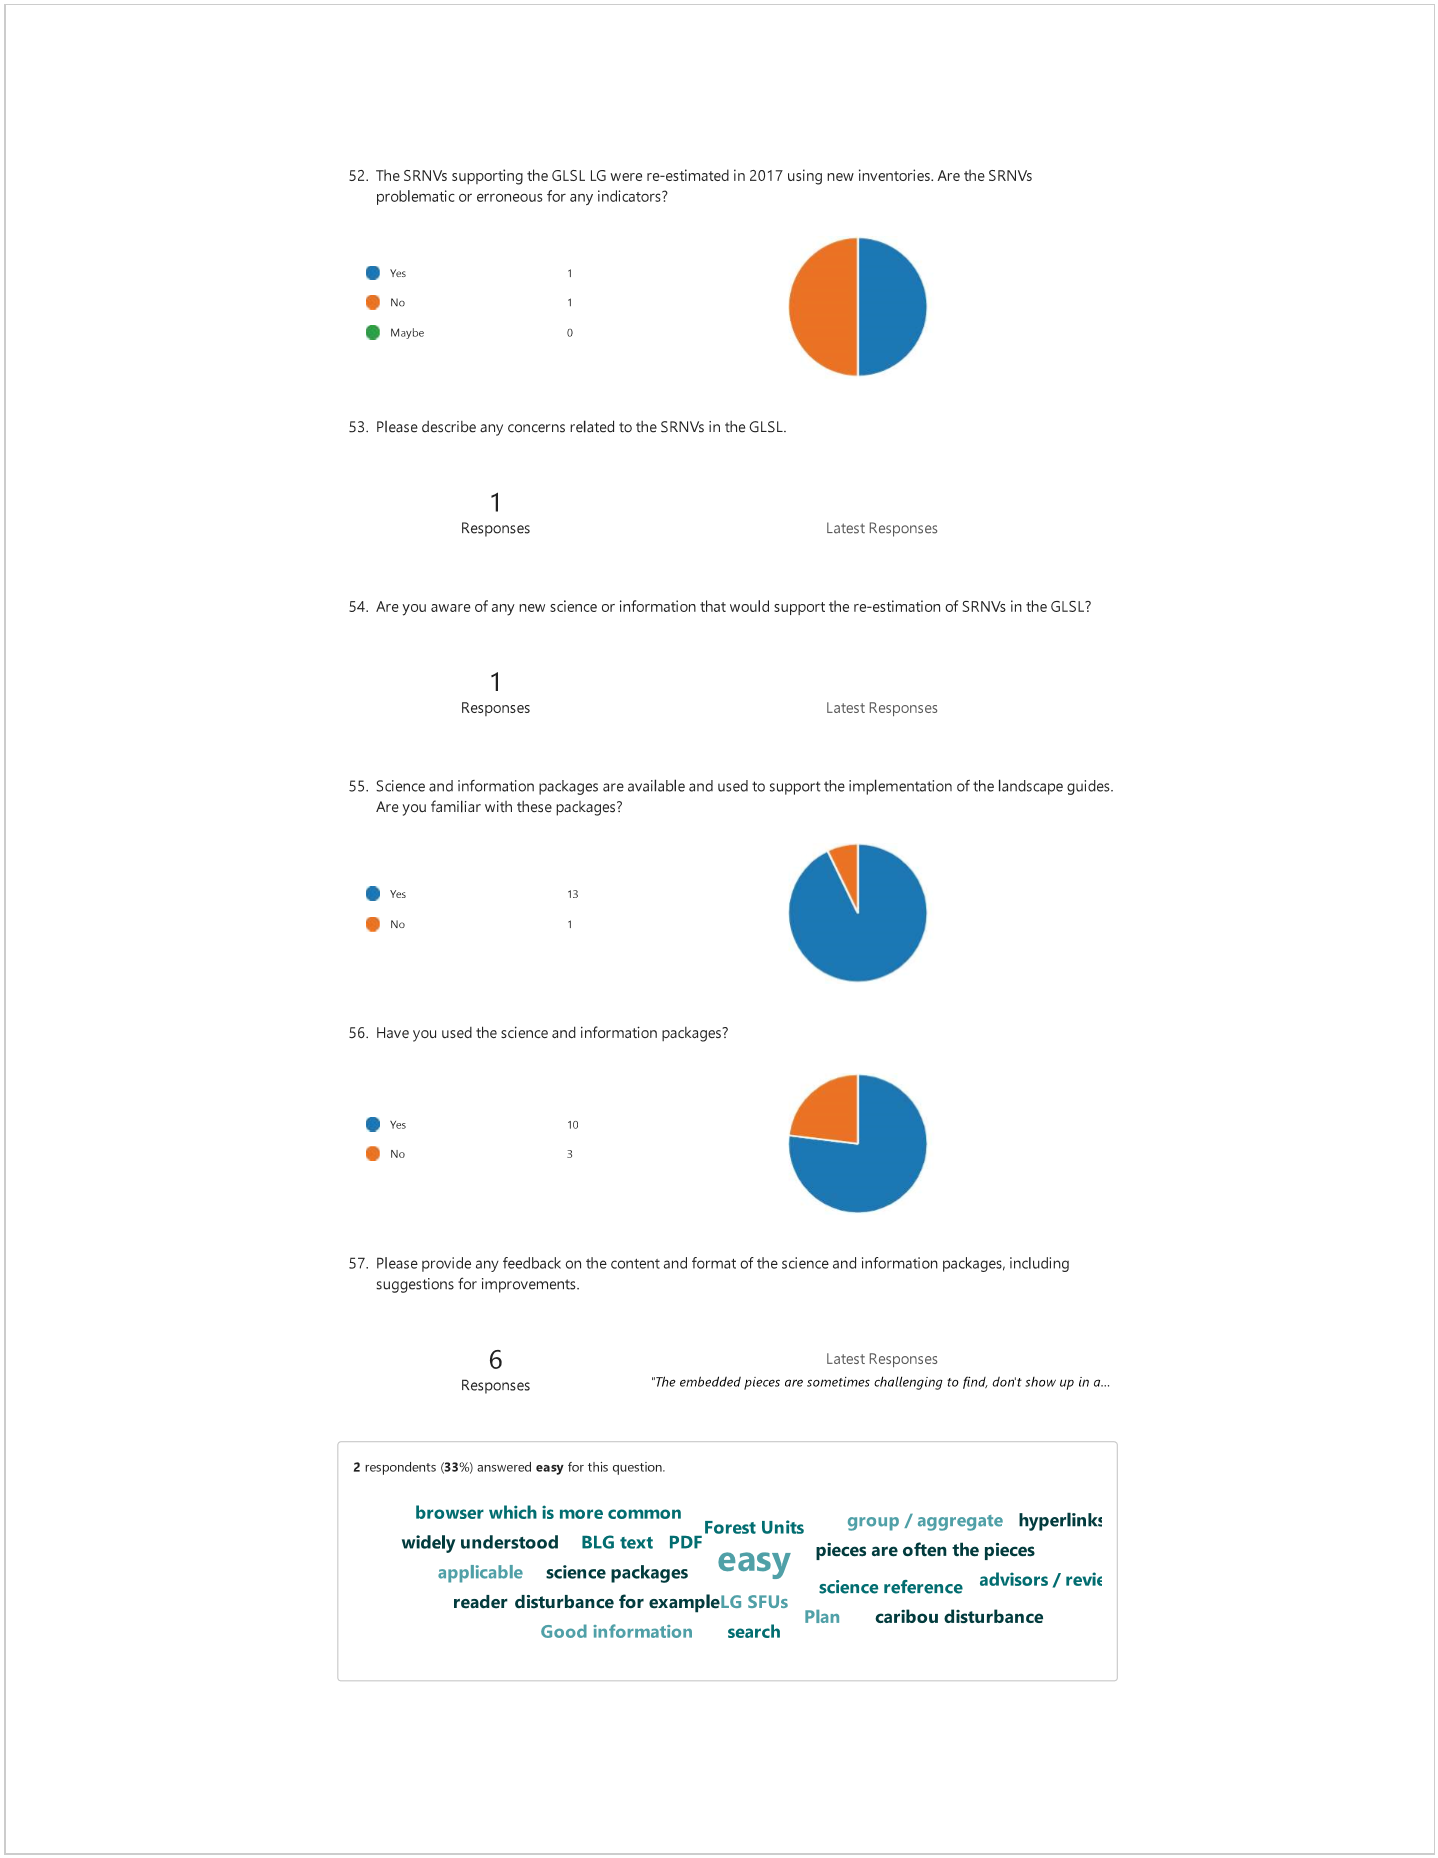 52. The SRNVs supporting the GLSL LG were re-estimated in 2017 using new inventories. Are the SRNVs
problematic or erroneous for any indicators?
Yes 1
No 1
Maybe 0
53. Please describe any concerns related to the SRNVs in the GLSL.
1
Responses
Latest Responses
54. Are you aware of any new science or information that would support the re-estimation of SRNVs in the GLSL?
1
Responses
Latest Responses
55. Science and information packages are available and used to support the implementation of the landscape guides.
Are you familiar with these packages?
Yes 13
No 1
56. Have you used the science and information packages?
Yes 10
No 3
57. Please provide any feedback on the content and format of the science and information packages, including
suggestions for improvements.
6
Responses
Latest Responses
"The embedded pieces are sometimes challenging to find, don't show up in a...
2 respondents (33%) answered easy for this question.
browser which is more common
Forest Units
group / aggregate
hyperlinks
widely understood
BLG text
PDF
easy
pieces are often the pieces
applicable
science packages
science reference
advisors / revie
reader
disturbance for example
LG SFUs
Plan
caribou disturbance
Good information
search